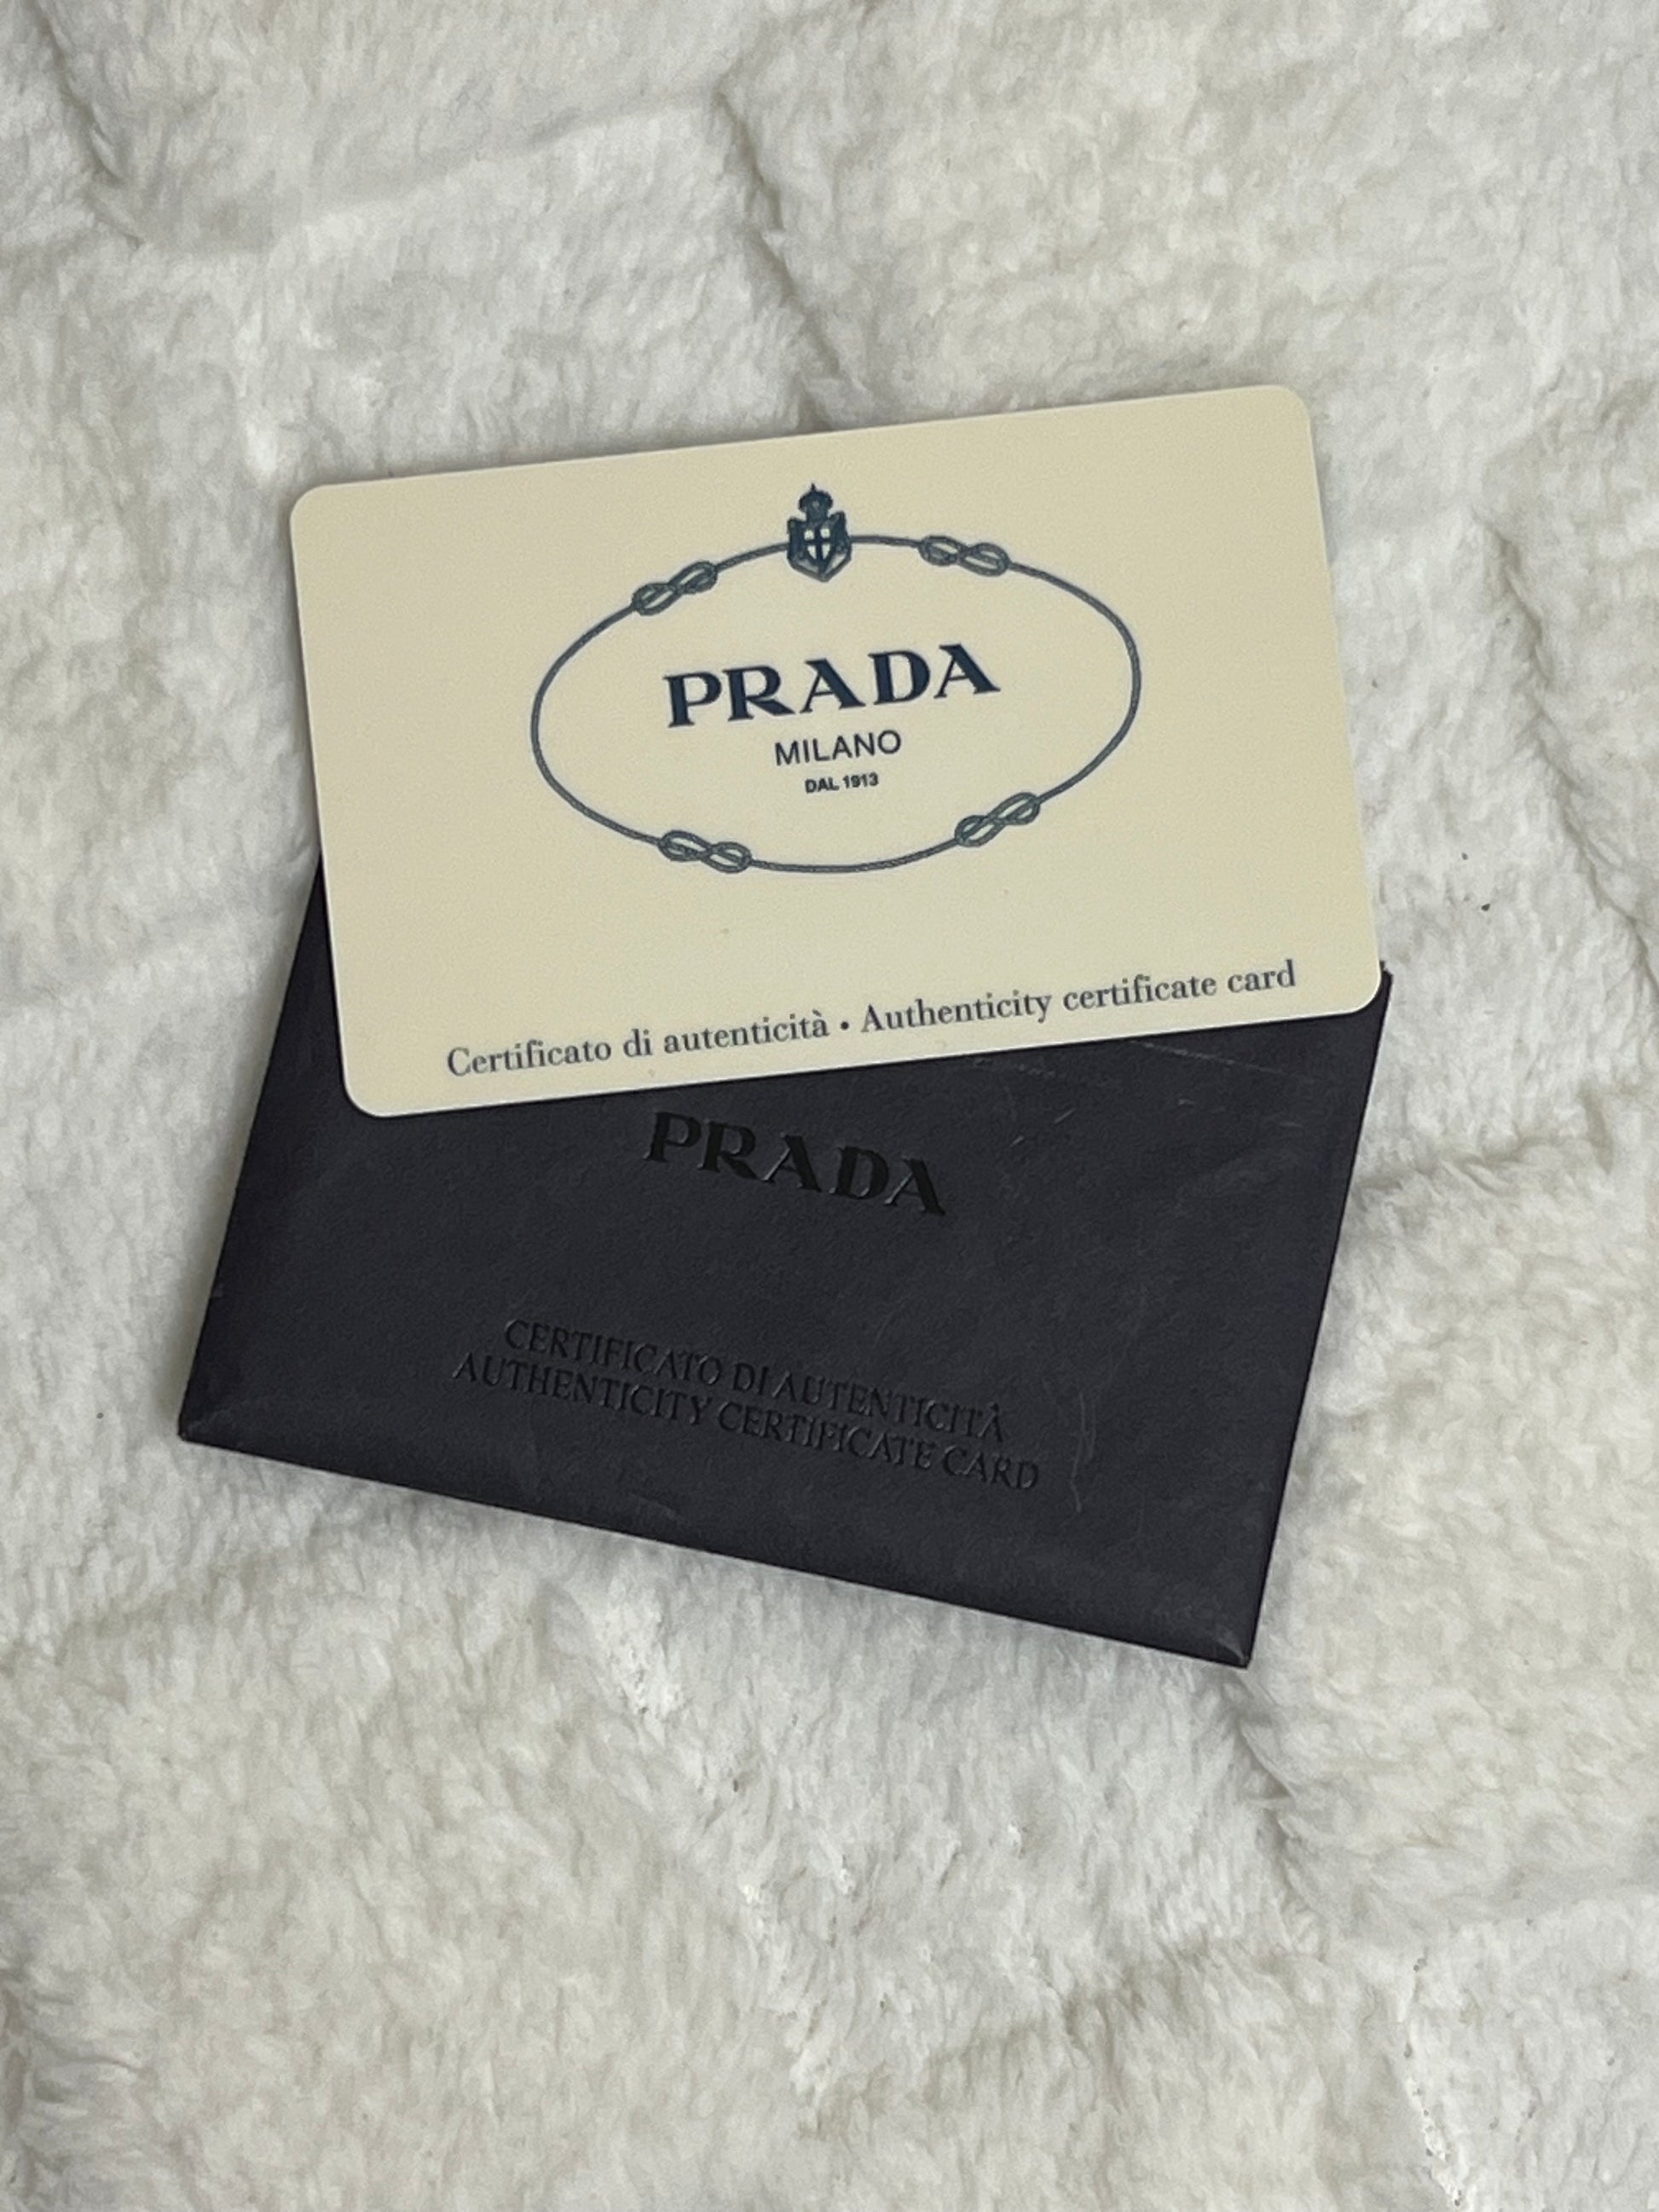 PRADA
MILANO
DAL 1913
Certificato di autenticità • Authenticity certificate card
PRADA
CERTIFICATO DI AUTENTICITÀ
AUTHENTICITY CERTIFICATE CARD